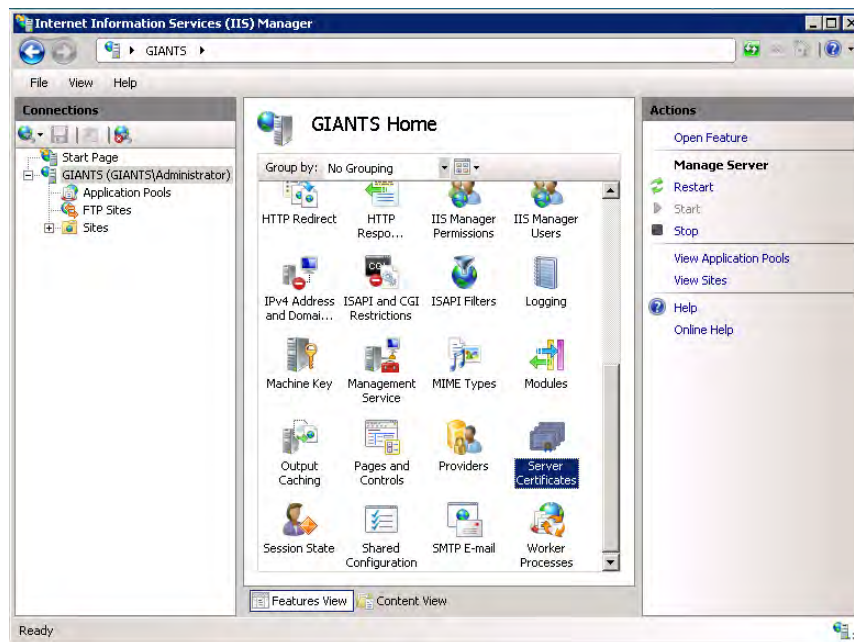 Internet Information Services (IIS) Manager
GIANTS
File View Help
Connections
Start Page
GIANTS (GIANTS\Administrator)
Application Pools
FTP Sites
Sites
GIANTS Home
Group by: No Grouping
HTTP Redirect
HTTP
Respo...
IIS Manager
Permissions
IIS Manager
Users
IPv4 Address
and Domai...
ISAPI and CGI
Restrictions
ISAPI Filters
Logging
Machine Key
Management
Service
MIME Types
Modules
Output
Caching
Pages and
Controls
Providers
Server
Certificates
Session State
Shared
Configuration
SMTP E-mail
Worker
Processes
Features View
Content View
Actions
Open Feature
Manage Server
Restart
Start
Stop
View Application Pools
View Sites
Help
Online Help
Ready